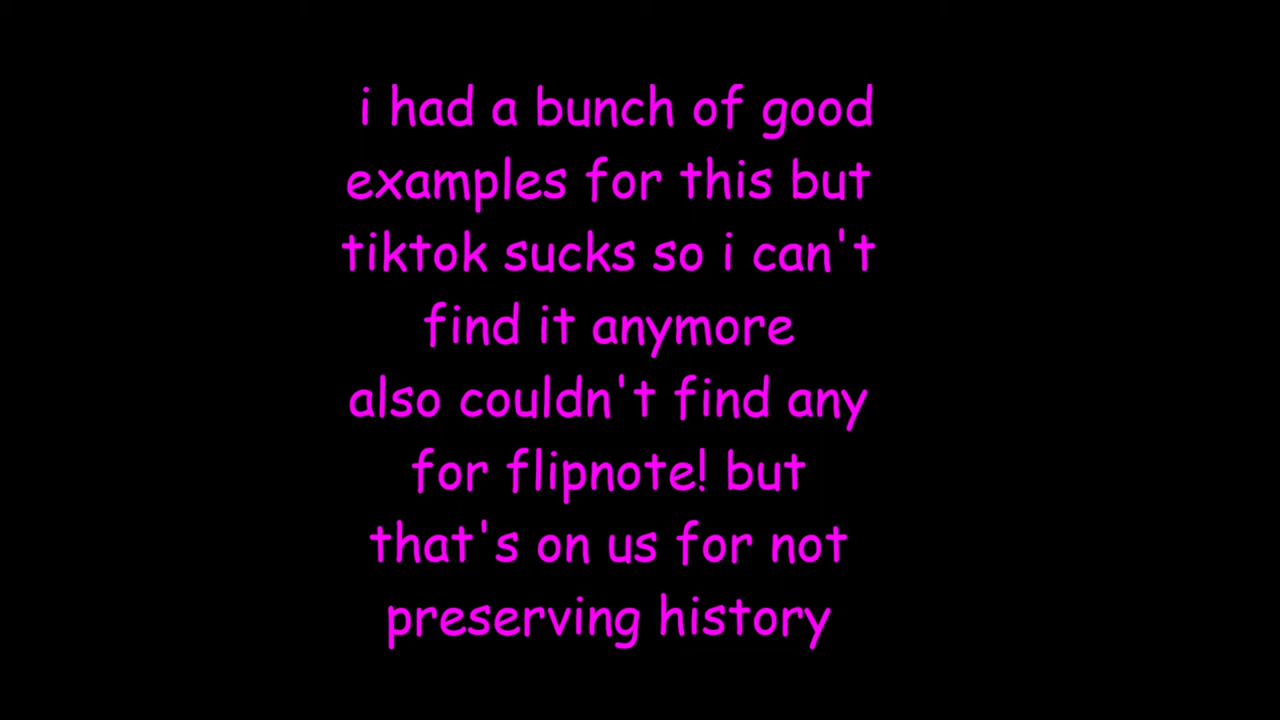 i had a bunch of good
examples for this but
tiktok sucks so i can't
find it anymore
also couldn't find any
for flipnote! but
that's on us for not
preserving history